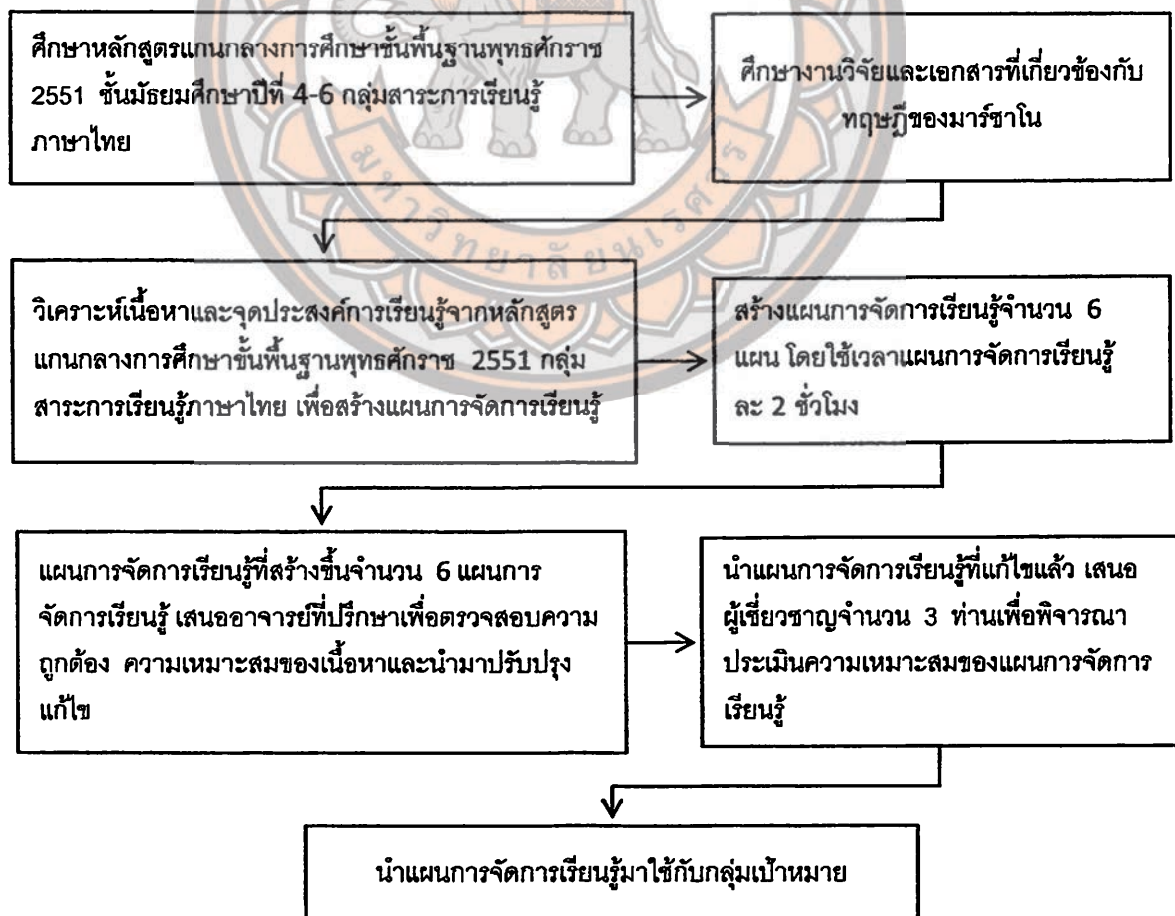 ศึกษาหลักสูตรแกนกลางการศึกษาขั้นพื้นฐานพุทธศักราช
2551 ชั้นมัธยมศึกษาปีที่ 4-6 กลุ่มสาระการเรียนรู้
ภาษาไทย
ศึกษางานวิจัยและเอกสารที่เกี่ยวข้องกับ
ทฤษฎีของมาร์ซาโน
มหาวิทยาลัยนเรศวร
วิเคราะห์เนื้อหาและจุดประสงค์การเรียนรู้จากหลักสูตร
แกนกลางการศึกษาขั้นพื้นฐานพุทธศักราช 2551 กลุ่ม
สาระการเรียนรู้ภาษาไทย เพื่อสร้างแผนการจัดการเรียนรู้
สร้างแผนการจัดการเรียนรู้จำนวน 6
แผน โดยใช้เวลาแผนการจัดการเรียนรู้
ละ 2 ชั่วโมง
แผนการจัดการเรียนรู้ที่สร้างขึ้นจำนวน 6 แผนการ
จัดการเรียนรู้ เสนออาจารย์ที่ปรึกษาเพื่อตรวจสอบความ
ถูกต้อง ความเหมาะสมของเนื้อหาและนำมาปรับปรุง
แก้ไข
นำแผนการจัดการเรียนรู้ที่แก้ไขแล้ว เสนอ
ผู้เชี่ยวชาญจำนวน 3 ท่านเพื่อพิจารณา
ประเมินความเหมาะสมของแผนการจัดการ
เรียนรู้
นำแผนการจัดการเรียนรู้มาใช้กับกลุ่มเป้าหมาย